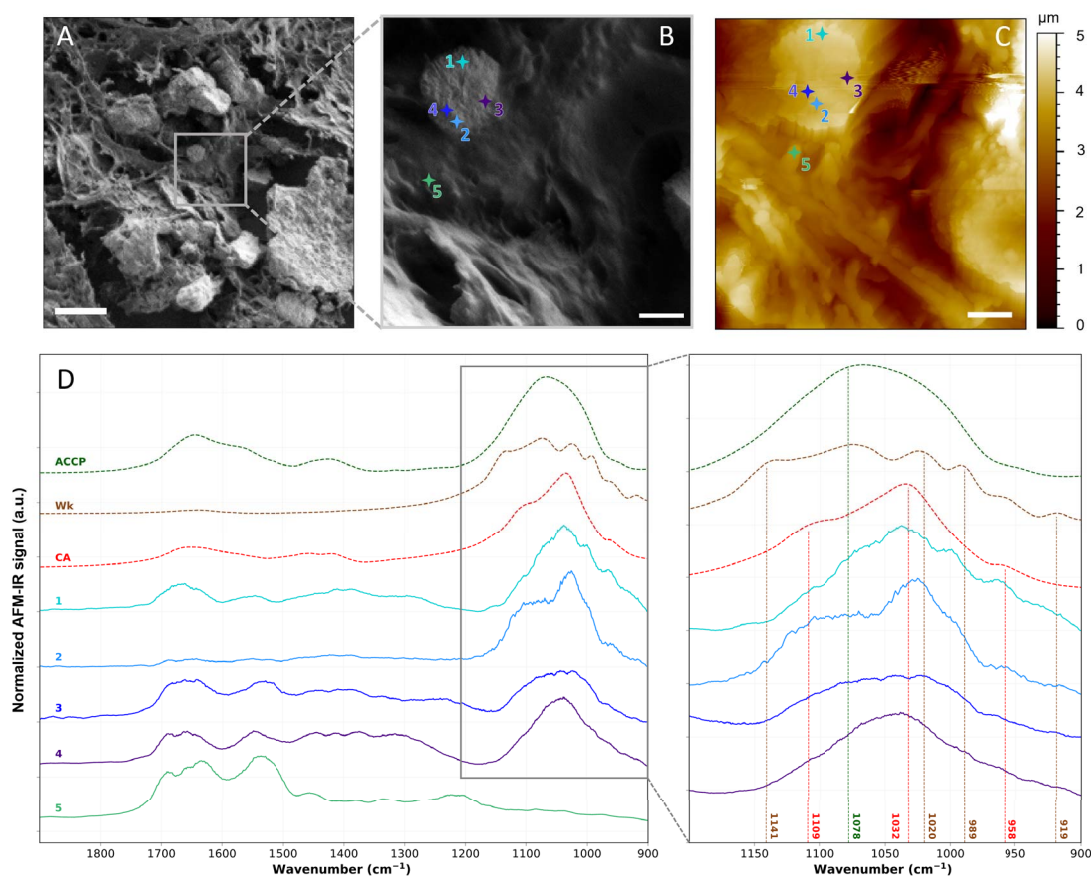 A
B
1
4
3
2
5
C
1
4
3
2
5
µm
5
4
3
2
1
0
D
ACCP
Wk
CA
1
2
3
4
5
Normalized AFM-IR signal (a.u.)
1800 1700 1600 1500 1400 1300 1200 1100 1000 900
Wavenumber (cm⁻¹)
1141
1109
1078
1032
1020
989
958
919
1150 1100 1050 1000 950 900
Wavenumber (cm⁻¹)